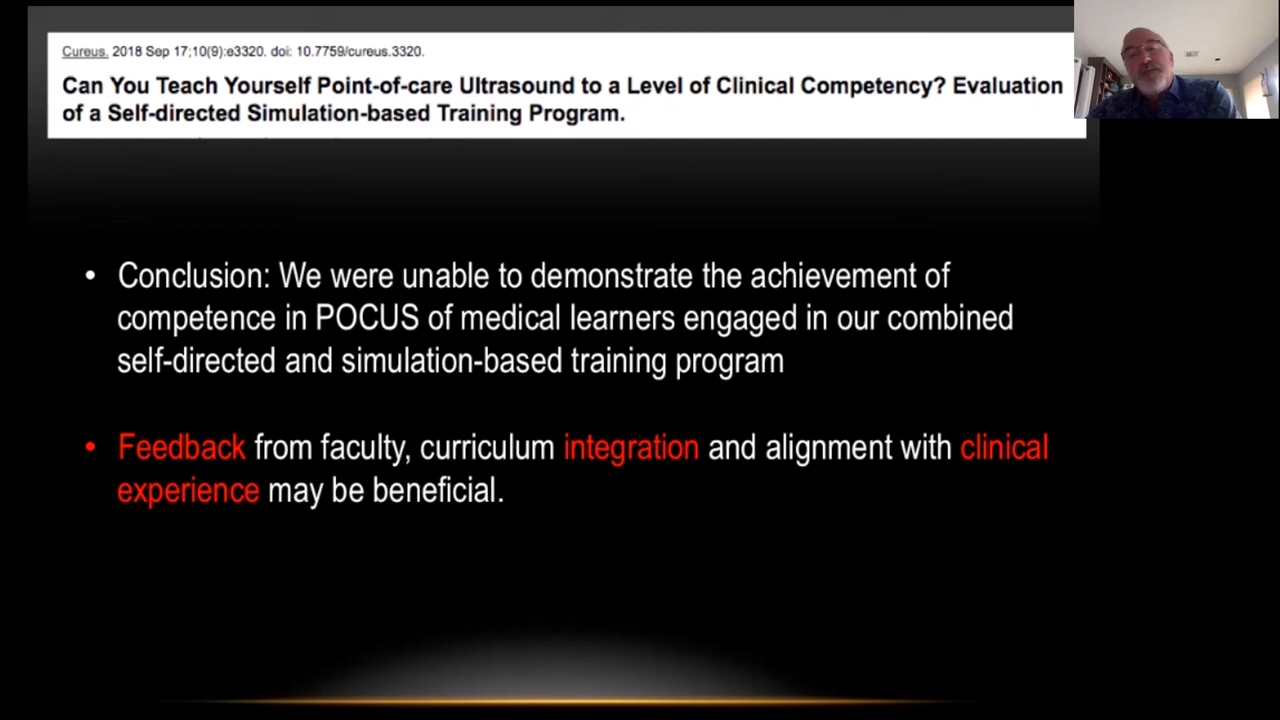 Cureus. 2018 Sep 17;10(9):e3320. doi: 10.7759/cureus.3320.
Can You Teach Yourself Point-of-care Ultrasound to a Level of Clinical Competency? Evaluation
of a Self-directed Simulation-based Training Program.
• Conclusion: We were unable to demonstrate the achievement of
competence in POCUS of medical learners engaged in our combined
self-directed and simulation-based training program
• Feedback from faculty, curriculum integration and alignment with clinical
experience may be beneficial.